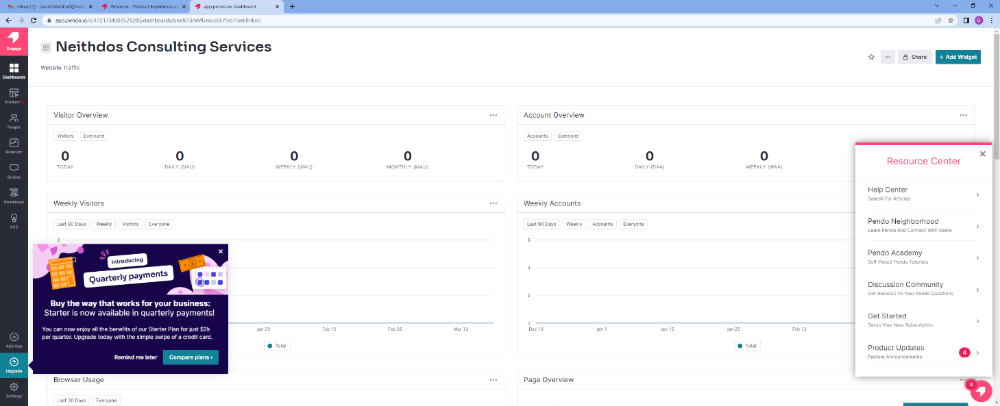 Inbox (1) - David.Marshall@neith
Pendo.io - Product Experience an
app.pendo.io: Dashboard
app.pendo.io/s/4721734007521280/dashboards/bmW73mMUmuoSEY9iq7rxeE8nkxU
D
Engage
Dashboards
Product
People
Behavior
Guides
Roadmaps
VOC
Add App
Upgrade
Settings
Neithdos Consulting Services
Website Traffic
Share
+ Add Widget
Visitor Overview
Visitors Everyone
0 0 0 0
TODAY DAILY (DAU) WEEKLY (WAU) MONTHLY (MAU)
Account Overview
Accounts Everyone
0 0 0
TODAY DAILY (DAA) WEEKLY (WAA)
Weekly Visitors
Last 90 Days Weekly Visitors Everyone
6
Jan 29 Feb 12 Feb 26 Mar 12
Total
Weekly Accounts
Last 90 Days Weekly Accounts Everyone
6
4
2
0
Dec 18 Jan 1 Jan 15 Jan 29 Feb 12
Total
Introducing
Quarterly payments
Buy the way that works for your business:
Starter is now available in quarterly payments!
You can now enjoy all the benefits of our Starter Plan for just $2k
per quarter. Upgrade today with the simple swipe of a credit card.
Remind me later Compare plans ›
Browser Usage
Last 30 Days Everyone
Page Overview
Resource Center
Help Center
Search For Articles
Pendo Neighborhood
Learn Pendo And Connect With Users
Pendo Academy
Self-Paced Pendo Tutorials
Discussion Community
Get Answers To Your Pendo Questions
Get Started
Setup Your New Subscription
Product Updates
Feature Announcements
4
4